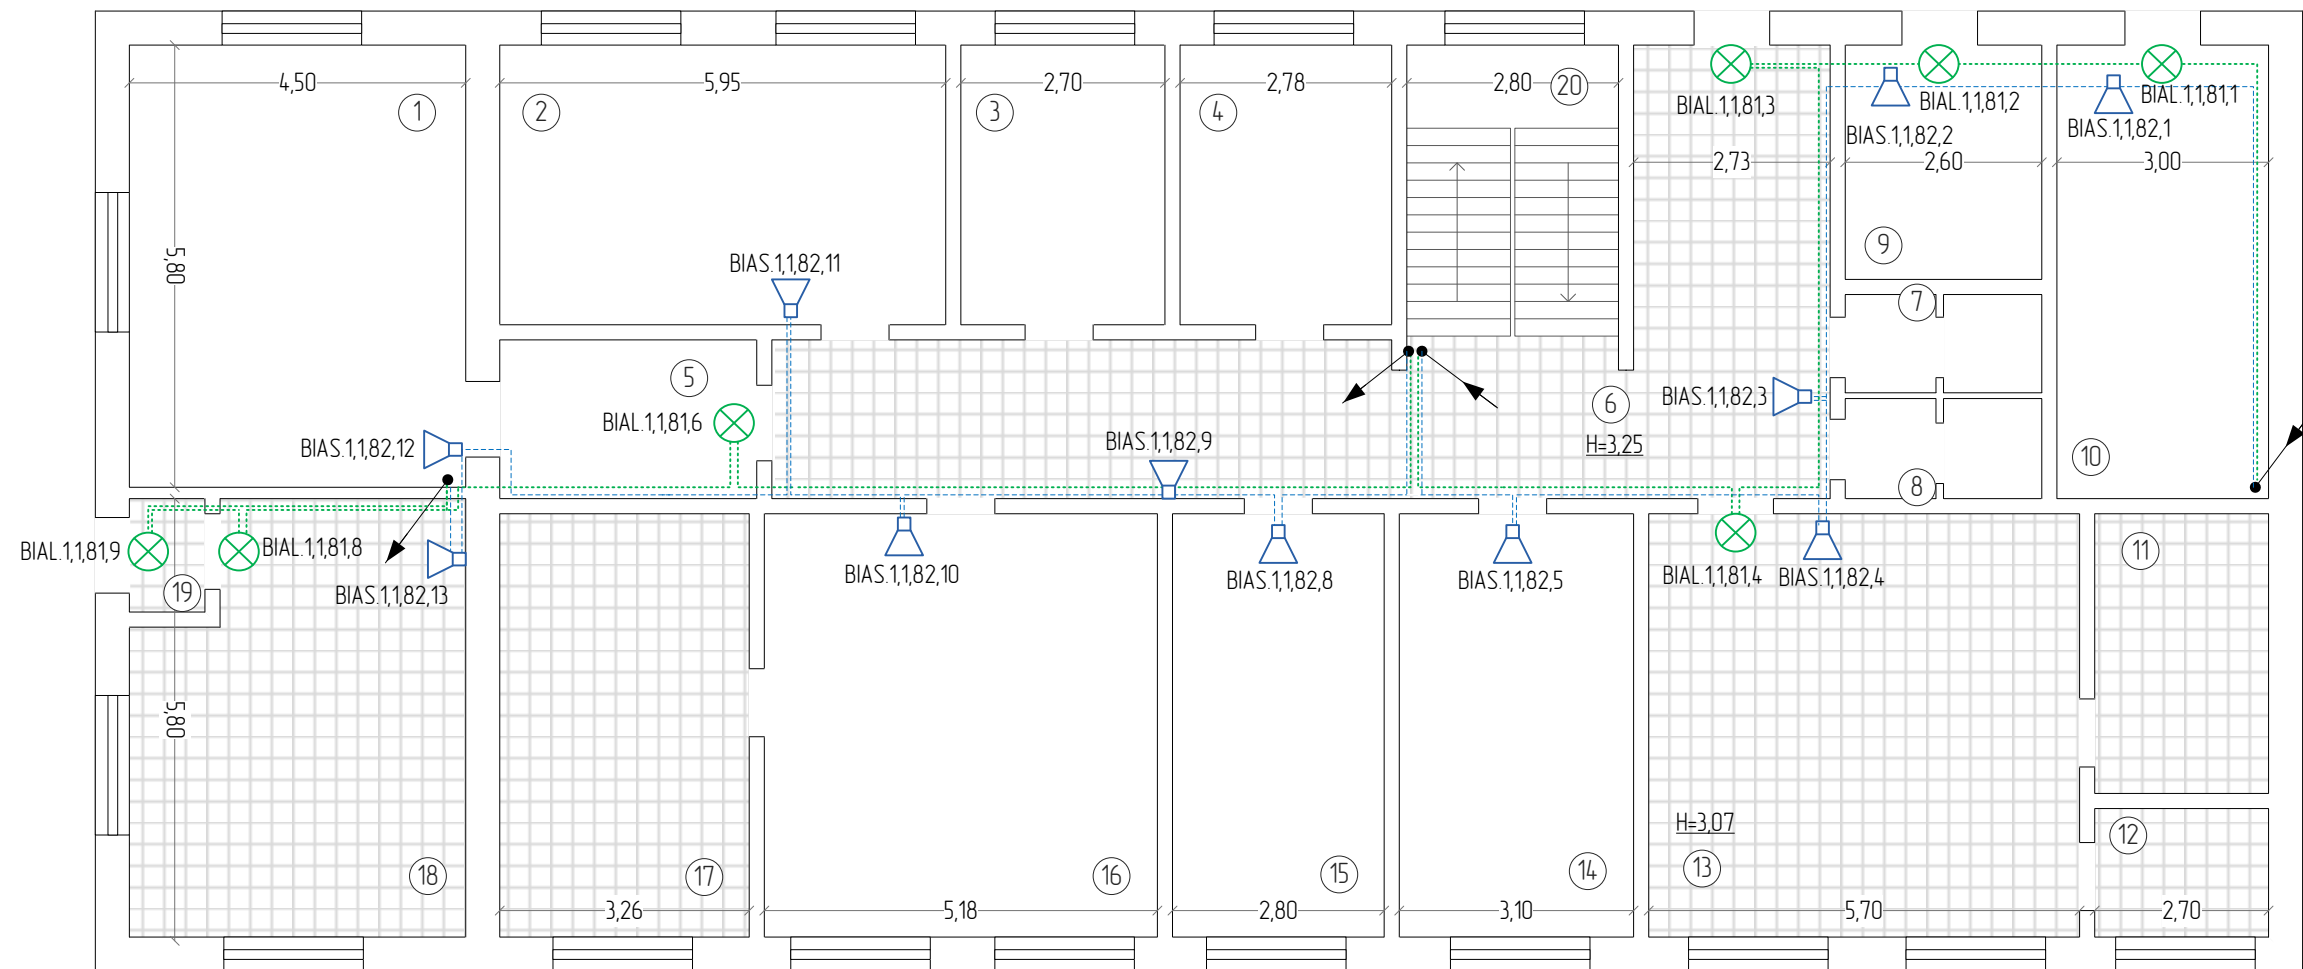 4,50
5,95
2,70
2,78
2,80
20
1
2
3
4
BIAL.1,1,81,3
BIAL.1,1,81,2
BIAL.1,1,81,1
BIAS.1,1,82,2
BIAS.1,1,82,1
2,73
2,60
3,00
5,80
BIAS.1,1,82,11
9
7
5
BIAL.1,1,81,6
BIAS.1,1,82,3
6
H=3,25
BIAS.1,1,82,12
BIAS.1,1,82,9
10
8
BIAL.1,1,81,9
BIAL.1,1,81,8
19
BIAS.1,1,82,13
BIAS.1,1,82,10
BIAS.1,1,82,8
BIAS.1,1,82,5
BIAL.1,1,81,4
BIAS.1,1,82,4
11
5,80
H=3,07
12
18
17
16
15
14
13
3,26
5,18
2,80
3,10
5,70
2,70